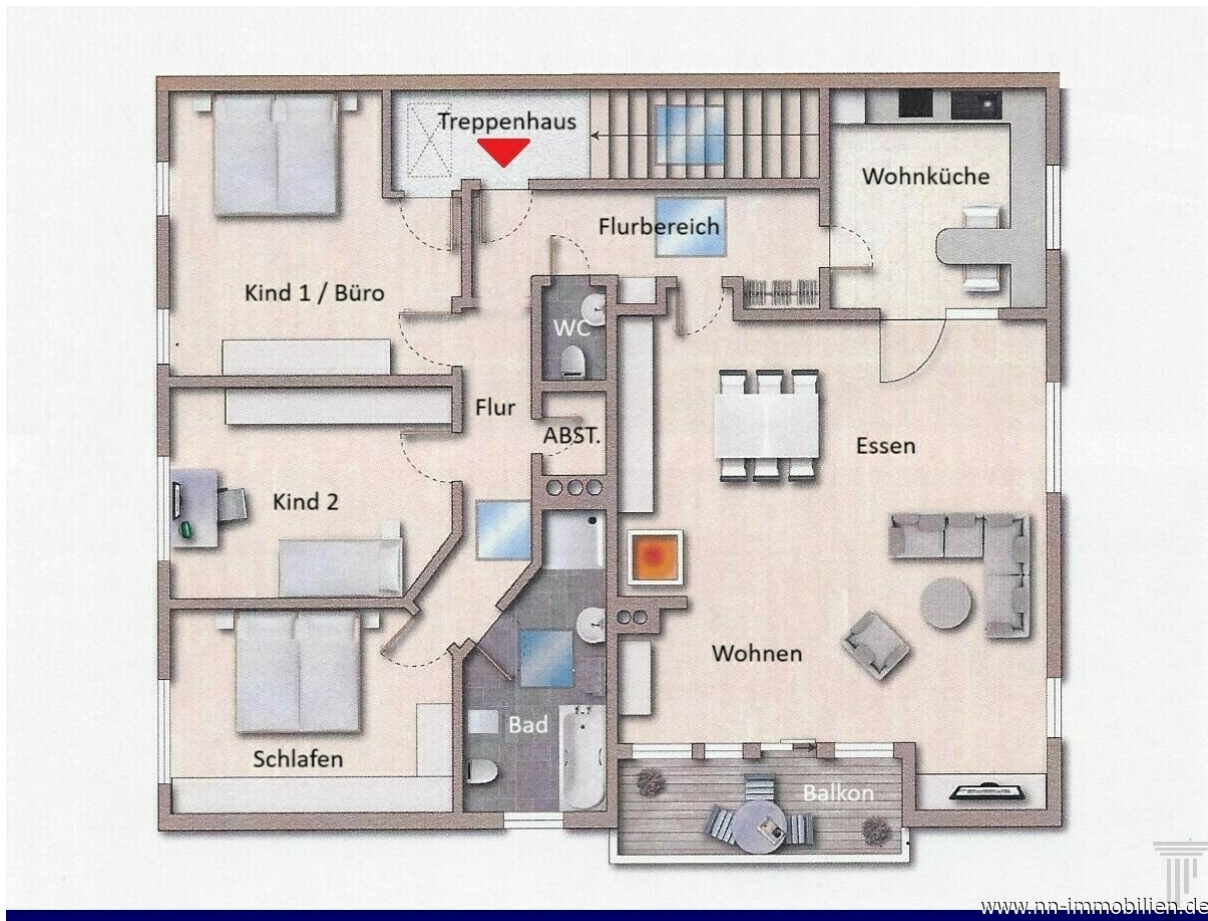 Treppenhaus
Wohnküche
Flurbereich
Kind 1 / Büro
WC
Flur
ABST.
Essen
Kind 2
Wohnen
Bad
Schlafen
Balkon
www.nn-immobilien.de